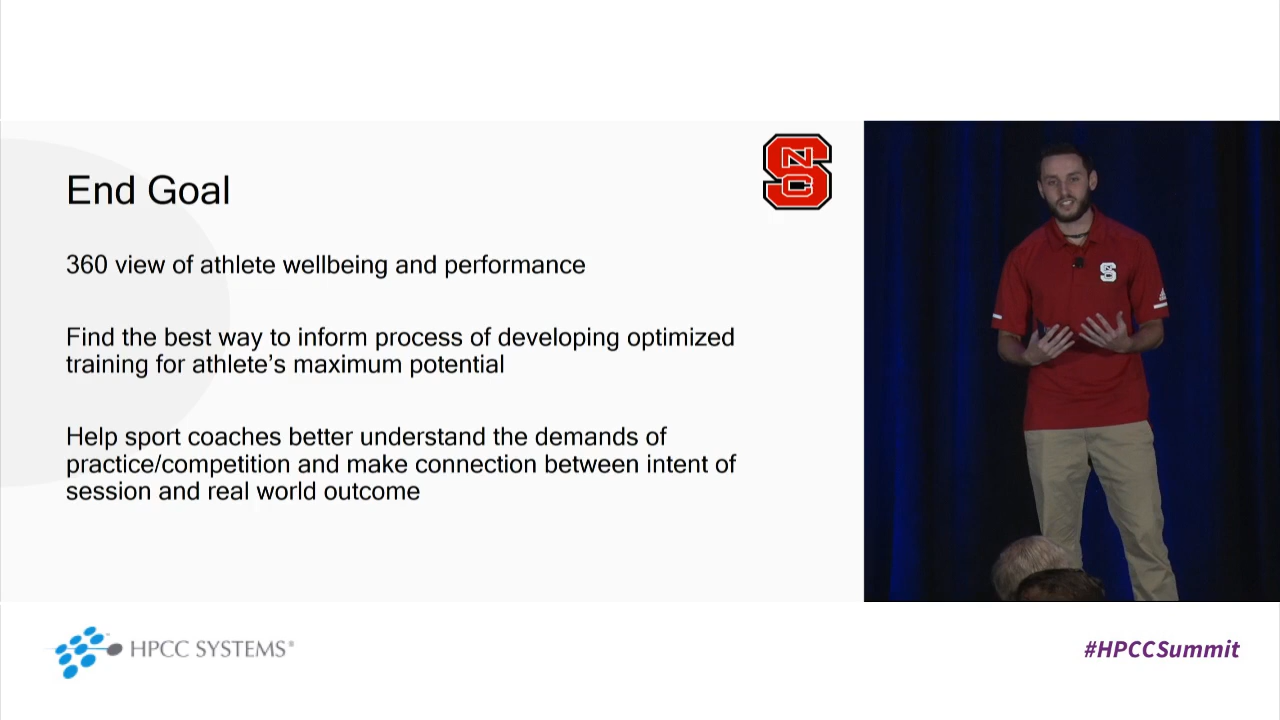 NC
S
End Goal
360 view of athlete wellbeing and performance
Find the best way to inform process of developing optimized
training for athlete's maximum potential
Help sport coaches better understand the demands of
practice/competition and make connection between intent of
session and real world outcome
S
HPCC SYSTEMS®
#HPCCSummit